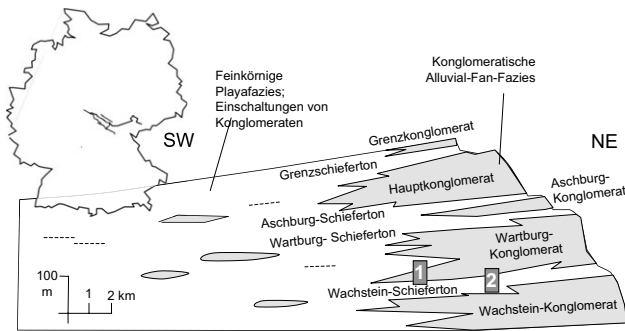 Feinkörnige
Playafazies;
Einschaltungen von
Konglomeraten
Konglomeratische
Alluvial-Fan-Fazies
SW
NE
Grenzkonglomerat
Grenzschieferton
Hauptkonglomerat
Aschburg-
Konglomerat
Aschburg-Schieferton
Wartburg- Schieferton
Wartburg-
Konglomerat
100
m
1 2 km
1
2
Wachstein-Schieferton
Wachstein-Konglomerat